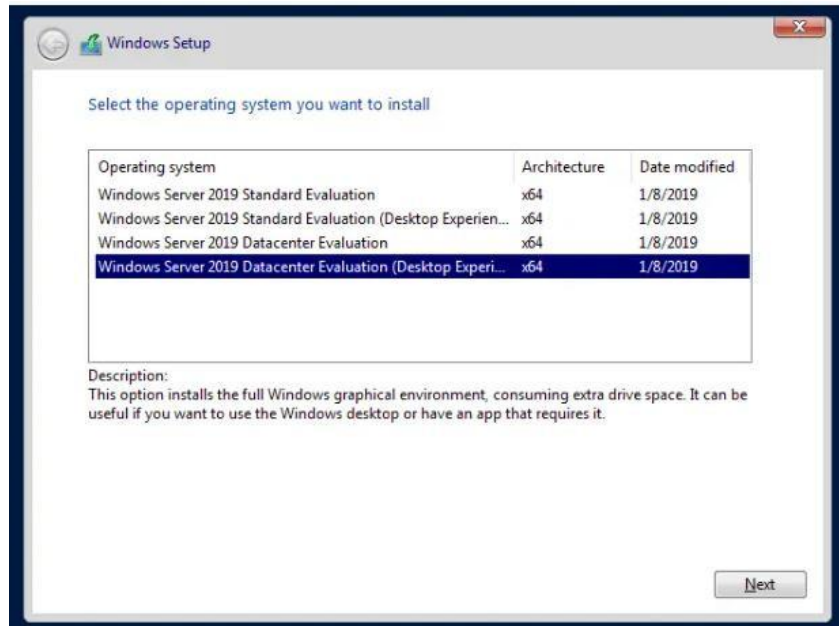 Windows Setup
Select the operating system you want to install
Operating system Architecture Date modified
Windows Server 2019 Standard Evaluation x64 1/8/2019
Windows Server 2019 Standard Evaluation (Desktop Experien... x64 1/8/2019
Windows Server 2019 Datacenter Evaluation x64 1/8/2019
Windows Server 2019 Datacenter Evaluation (Desktop Experi... x64 1/8/2019
Description:
This option installs the full Windows graphical environment, consuming extra drive space. It can be
useful if you want to use the Windows desktop or have an app that requires it.
Next